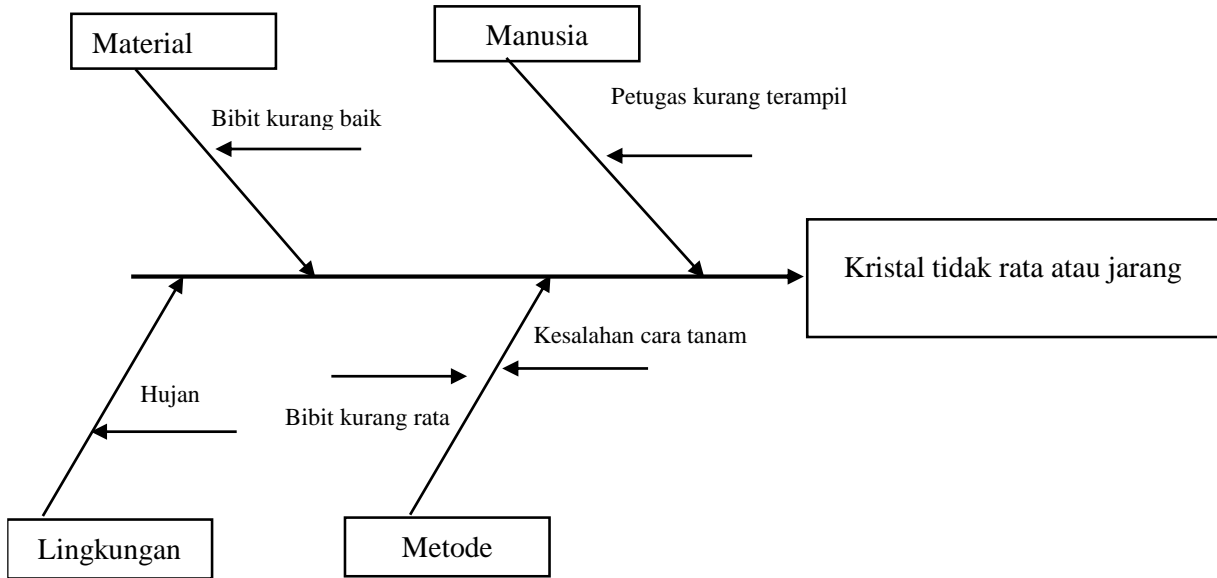 Material
Manusia
Petugas kurang terampil
Bibit kurang baik
Kristal tidak rata atau jarang
Kesalahan cara tanam
Hujan
Bibit kurang rata
Lingkungan
Metode